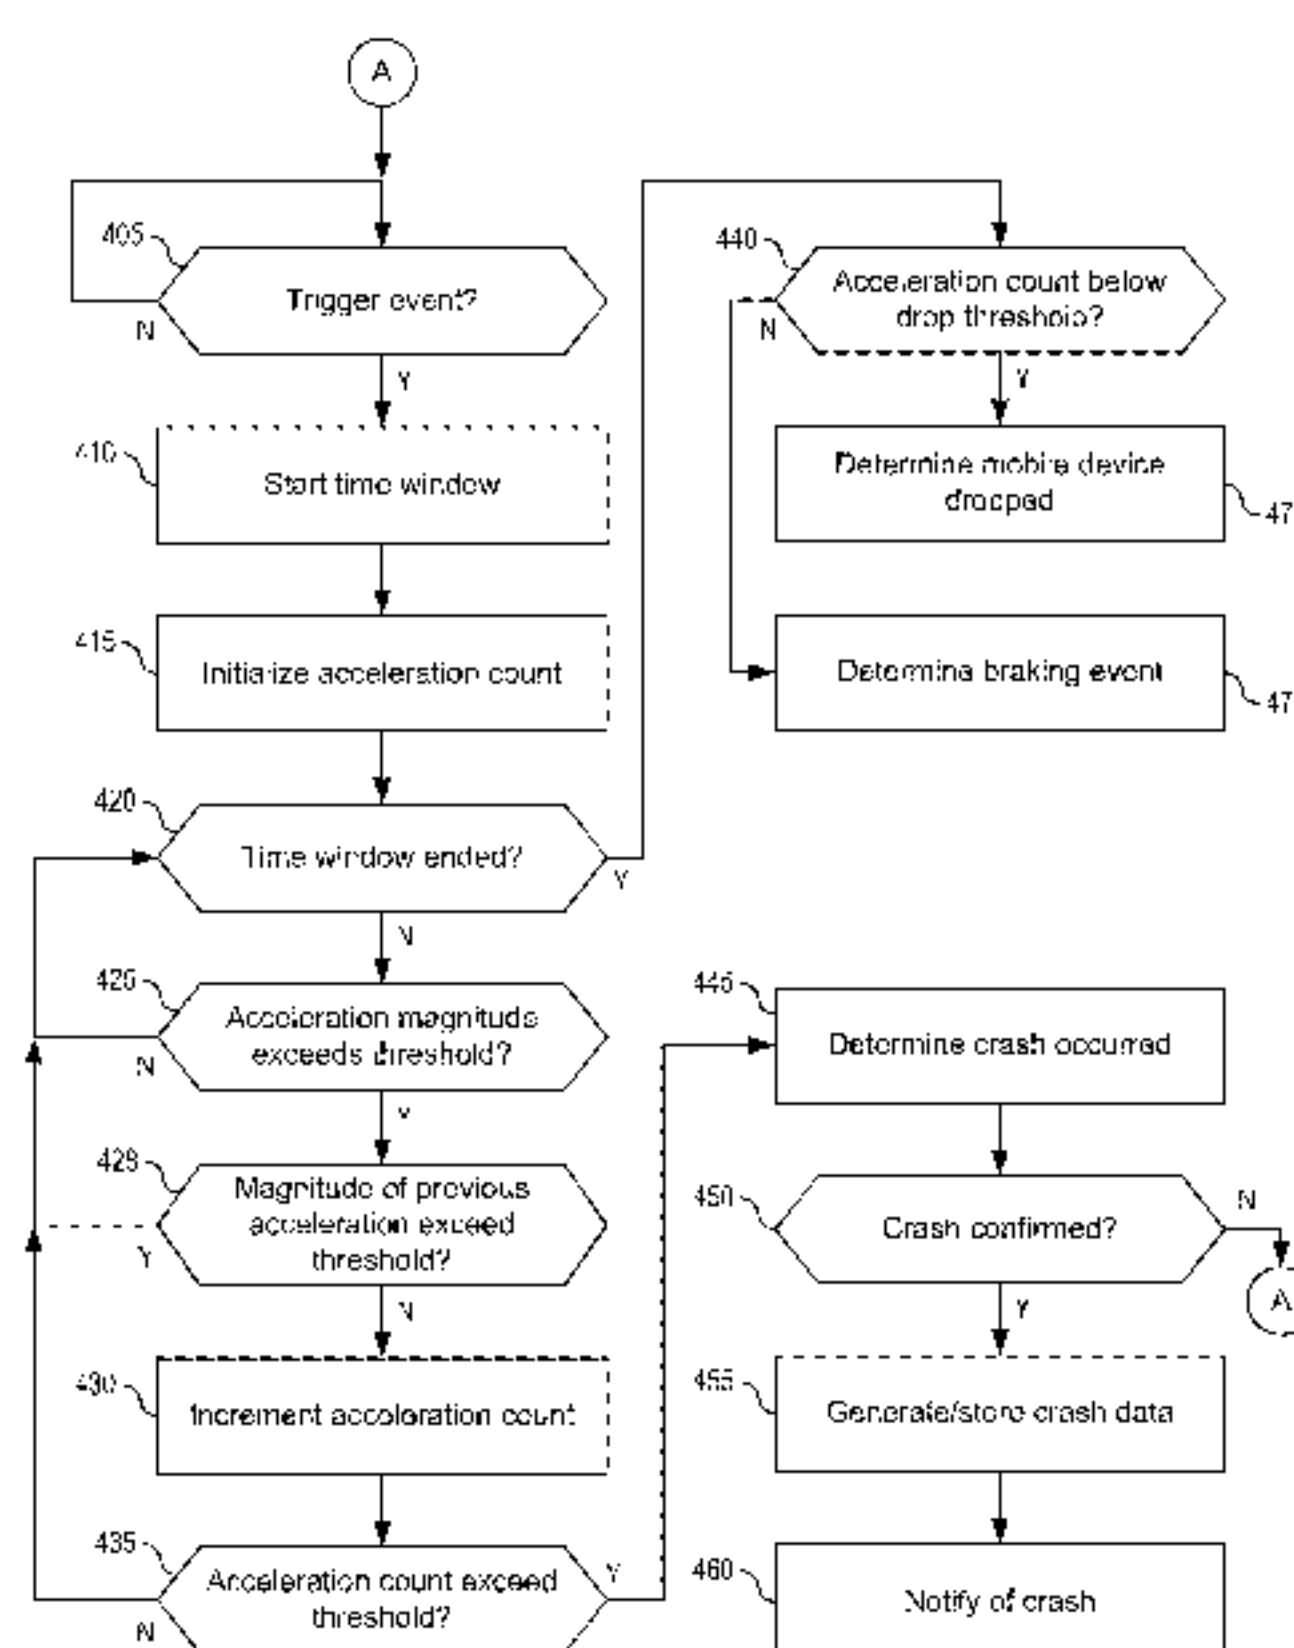 A
405
Trigger event?
N
Y
410
Start time window
415
Initialize acceleration count
420
Time window ended?
Y
N
425
Acceleration magnitude
exceeds threshold?
N
Y
428
Magnitude of previous
acceleration exceed
threshold?
Y
N
430
Increment acceleration count
435
Acceleration count exceed
threshold?
Y
N
440
Acceleration count below
drop threshold?
N
Y
Determine mobile device
dropped
47
Determine braking event
47
445
Determine crash occurred
450
Crash confirmed?
N
A
Y
455
Generate/store crash data
460
Notify of crash